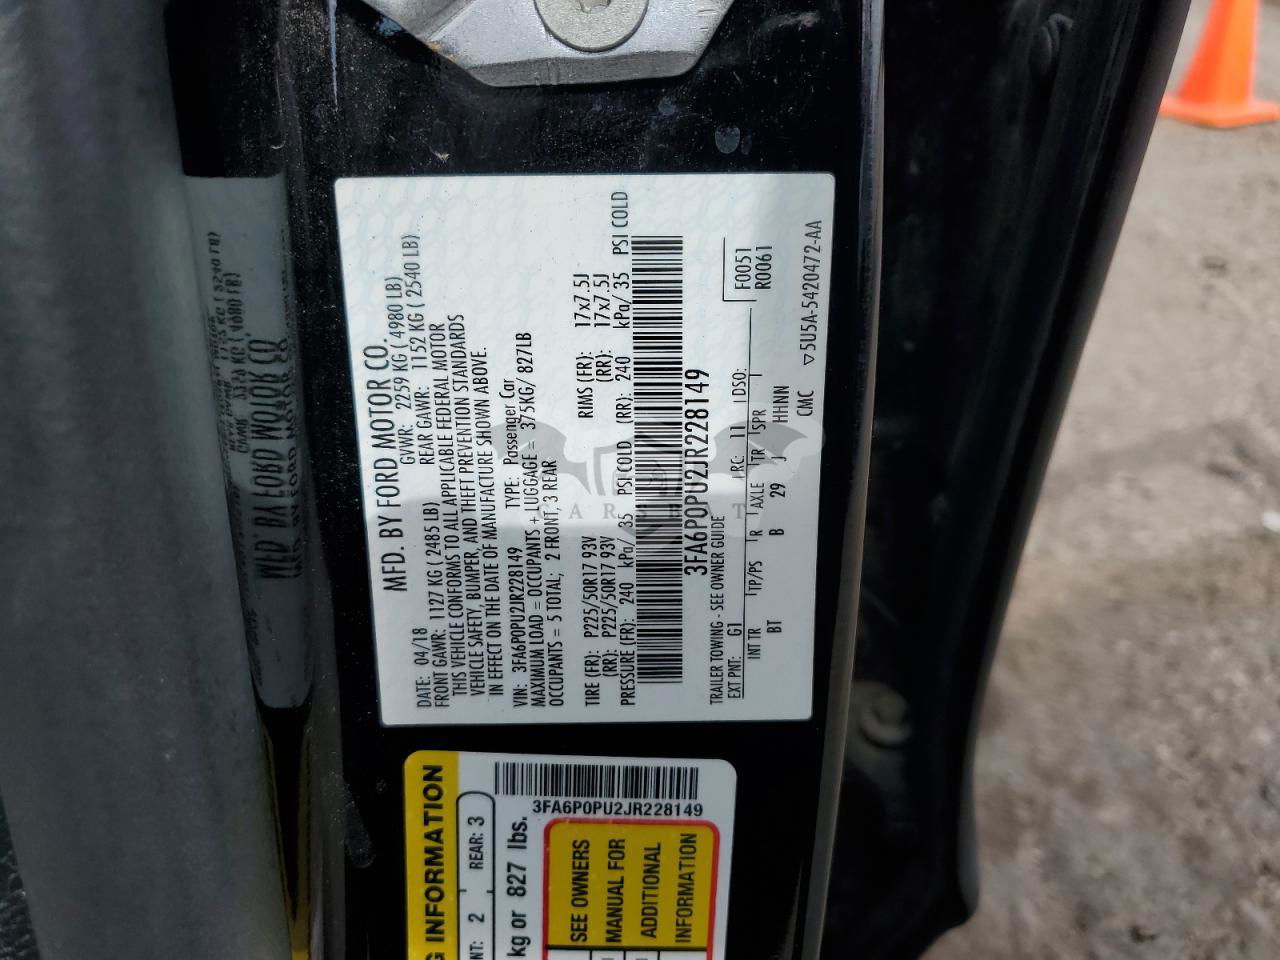 MFD. BY FORD MOTOR CO.
DATE: 04/18 GVWR: 2259 KG ( 4980 LB)
FRONT GAWR: 1127 KG ( 2485 LB) REAR GAWR: 1152 KG ( 2540 LB)
THIS VEHICLE CONFORMS TO ALL APPLICABLE FEDERAL MOTOR
VEHICLE SAFETY, BUMPER, AND THEFT PREVENTION STANDARDS
IN EFFECT ON THE DATE OF MANUFACTURE SHOWN ABOVE.
VIN: 3FA6P0PU2JR228149 TYPE: Passenger Car
MAXIMUM LOAD = OCCUPANTS + LUGGAGE = 375KG/ 827LB
OCCUPANTS = 5 TOTAL; 2 FRONT, 3 REAR
TIRE (FR): P225/50R17 93V RIMS (FR): 17x7.5J
(RR): P225/50R17 93V (RR): 17x7.5J
PRESSURE (FR): 240 kPa/ 35 PSI COLD (RR): 240 kPa/ 35 PSI COLD
3FA6P0PU2JR228149
TRAILER TOWING - SEE OWNER GUIDE
F0051
R0061
EXT PNT: G1 RC: 11 DSO:
INT TR TP/PS R AXLE TR SPR
BT B 29 J HHNN
CMC ▽5U5A-5420472-AA
CARSBAT
INFORMATION
2 REAR: 3
kg or 827 lbs.
3FA6P0PU2JR228149
SEE OWNERS
MANUAL FOR
ADDITIONAL
INFORMATION